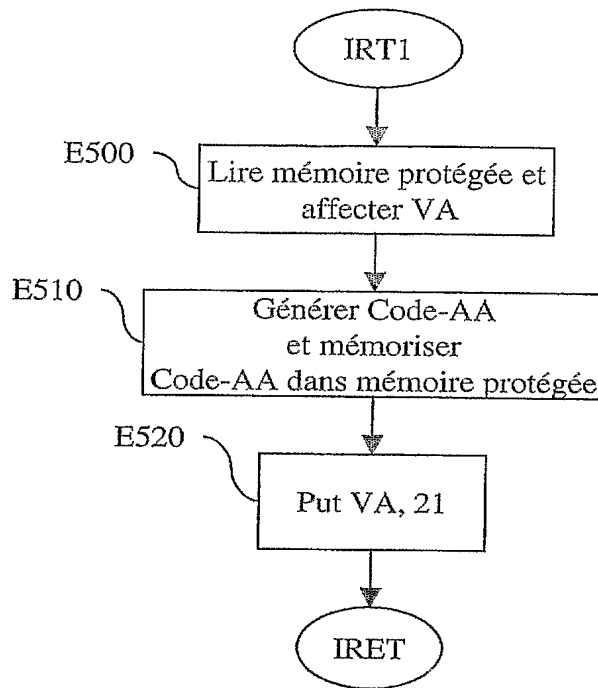 IRT1
E500
Lire mémoire protégée et
affecter VA
E510
Générer Code-AA
et mémoriser
Code-AA dans mémoire protégée
E520
Put VA, 21
IRET